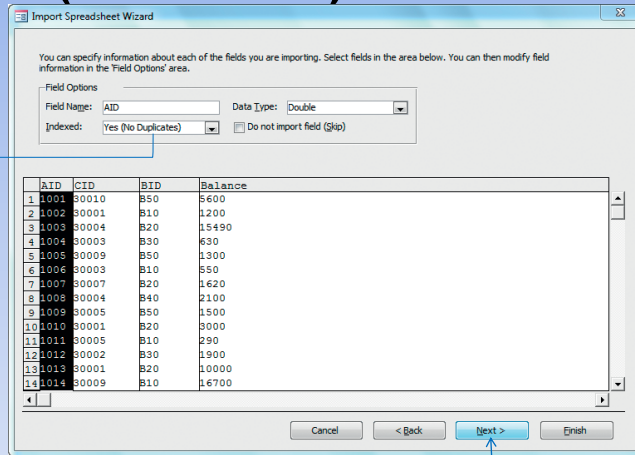 Import Spreadsheet Wizard
You can specify information about each of the fields you are importing. Select fields in the area below. You can then modify field
information in the 'Field Options' area.
Field Options
Field Name: AID Data Type: Double
Indexed: Yes (No Duplicates) Do not import field (Skip)
AID CID BID Balance
1 1001 30010 B50 5600
2 1002 30001 B10 1200
3 1003 30004 B20 15490
4 1004 30003 B30 630
5 1005 30009 B50 1300
6 1006 30003 B10 550
7 1007 30007 B20 1620
8 1008 30004 B40 2100
9 1009 30005 B50 1500
10 1010 30001 B20 3000
11 1011 30005 B10 290
12 1012 30002 B30 1900
13 1013 30001 B20 10000
14 1014 30009 B10 16700
Cancel < Back Next > Finish